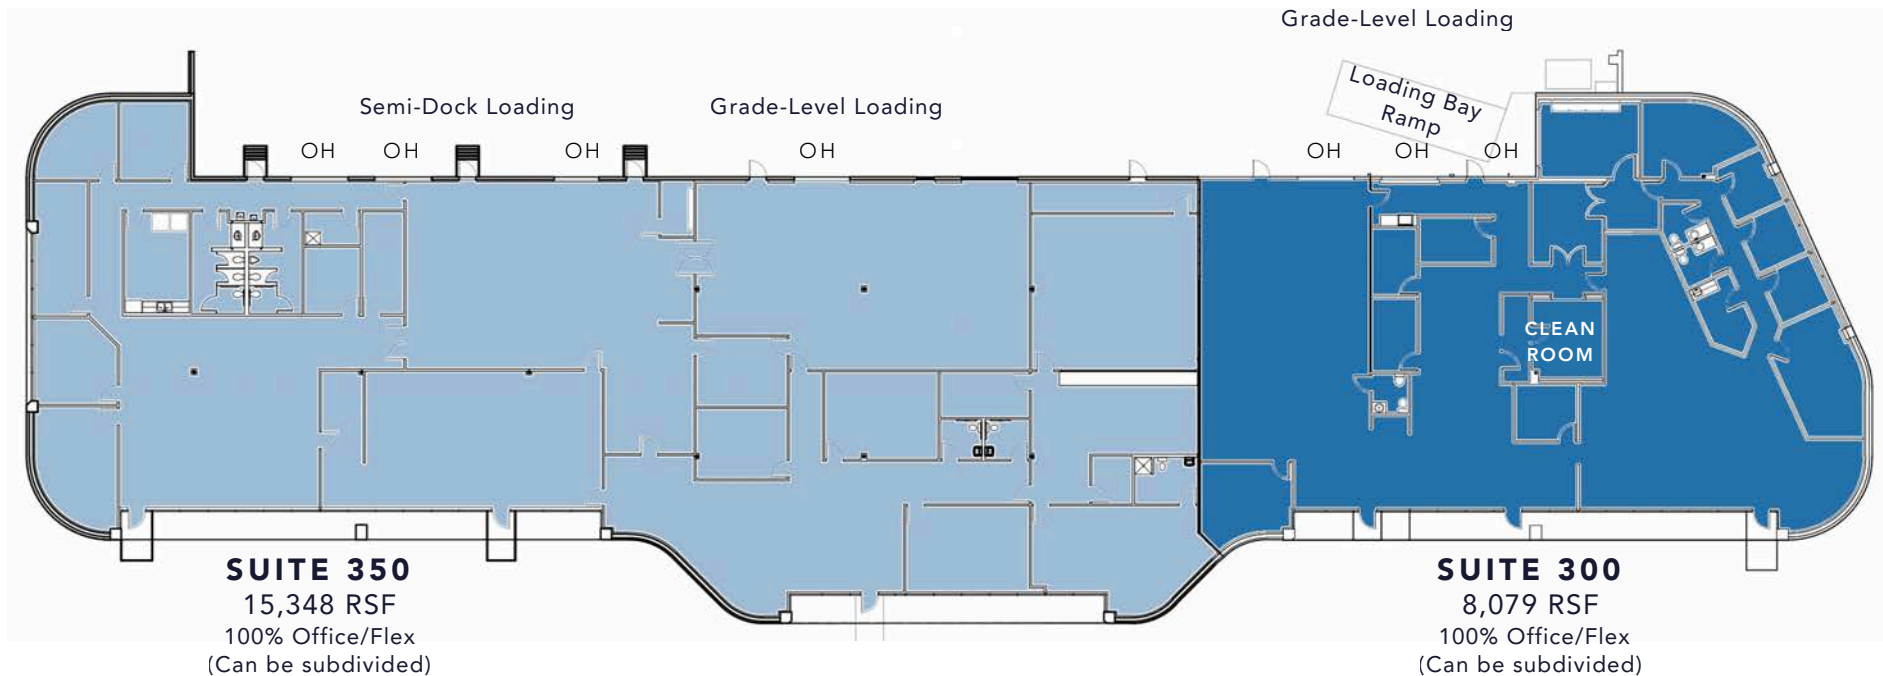 Grade-Level Loading
Semi-Dock Loading
Grade-Level Loading
Loading Bay
Ramp
OH OH OH OH OH OH OH
CLEAN
ROOM
SUITE 350
15,348 RSF
100% Office/Flex
(Can be subdivided)
SUITE 300
8,079 RSF
100% Office/Flex
(Can be subdivided)